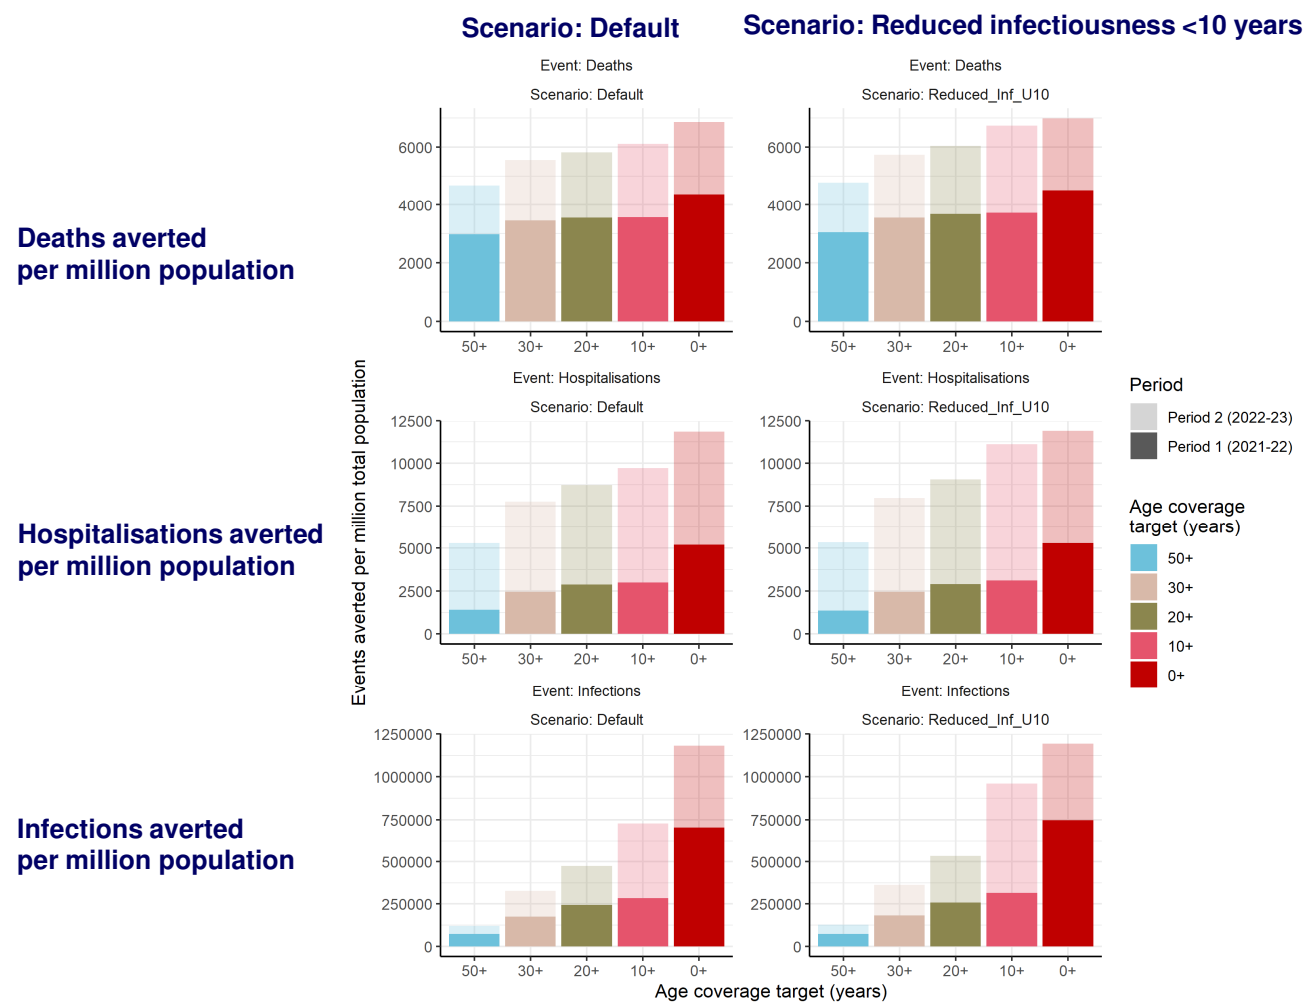 Scenario: Default
Scenario: Reduced infectiousness <10 years
Event: Deaths
Scenario: Default
Event: Deaths
Scenario: Reduced_Inf_U10
Deaths averted
per million population
6000
4000
2000
0
50+ 30+ 20+ 10+ 0+
6000
4000
2000
0
50+ 30+ 20+ 10+ 0+
Events averted per million total population
Event: Hospitalisations
Scenario: Default
Event: Hospitalisations
Scenario: Reduced_Inf_U10
Hospitalisations averted
per million population
12500
10000
7500
5000
2500
0
50+ 30+ 20+ 10+ 0+
12500
10000
7500
5000
2500
0
50+ 30+ 20+ 10+ 0+
Period
Period 2 (2022-23)
Period 1 (2021-22)
Age coverage
target (years)
50+
30+
20+
10+
0+
Event: Infections
Scenario: Default
Event: Infections
Scenario: Reduced_Inf_U10
Infections averted
per million population
1250000
1000000
750000
500000
250000
0
50+ 30+ 20+ 10+ 0+
1250000
1000000
750000
500000
250000
0
50+ 30+ 20+ 10+ 0+
Age coverage target (years)